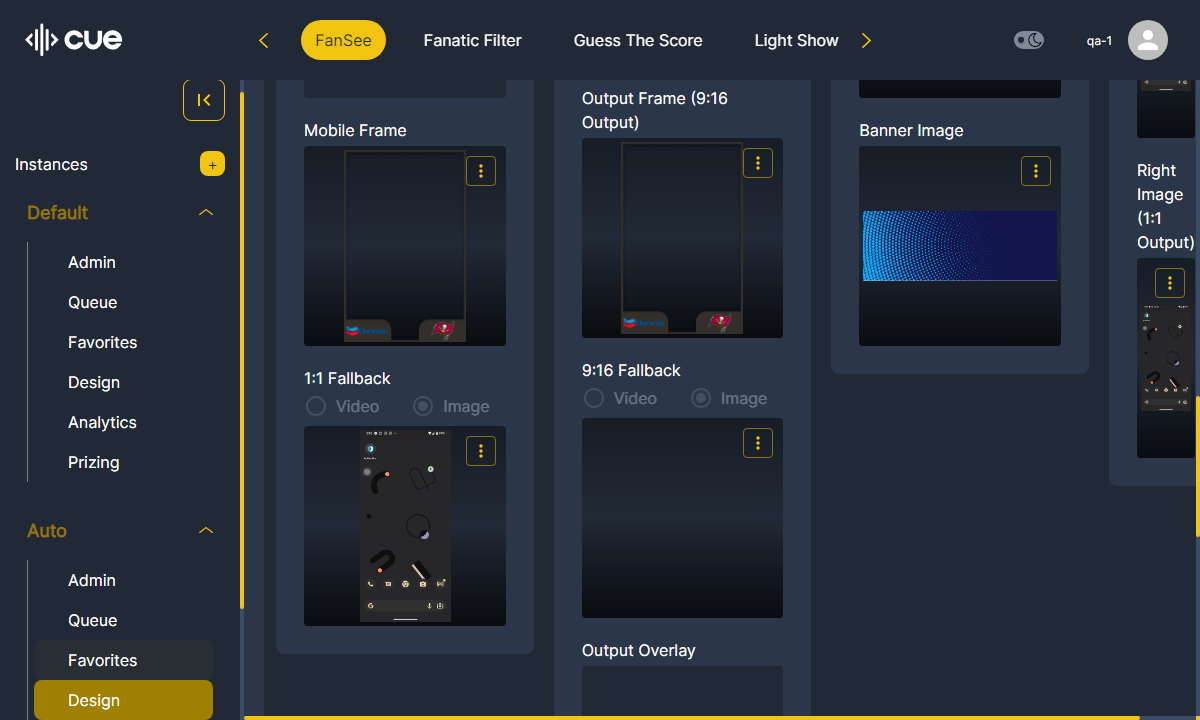 cue
FanSee
Fanatic Filter
Guess The Score
Light Show
qa-1
Instances
+
Default
Admin
Queue
Favorites
Design
Analytics
Prizing
Auto
Admin
Queue
Favorites
Design
Mobile Frame
1:1 Fallback
Video
Image
Output Frame (9:16
Output)
9:16 Fallback
Video
Image
Output Overlay
Banner Image
Right
Image
(1:1
Output)